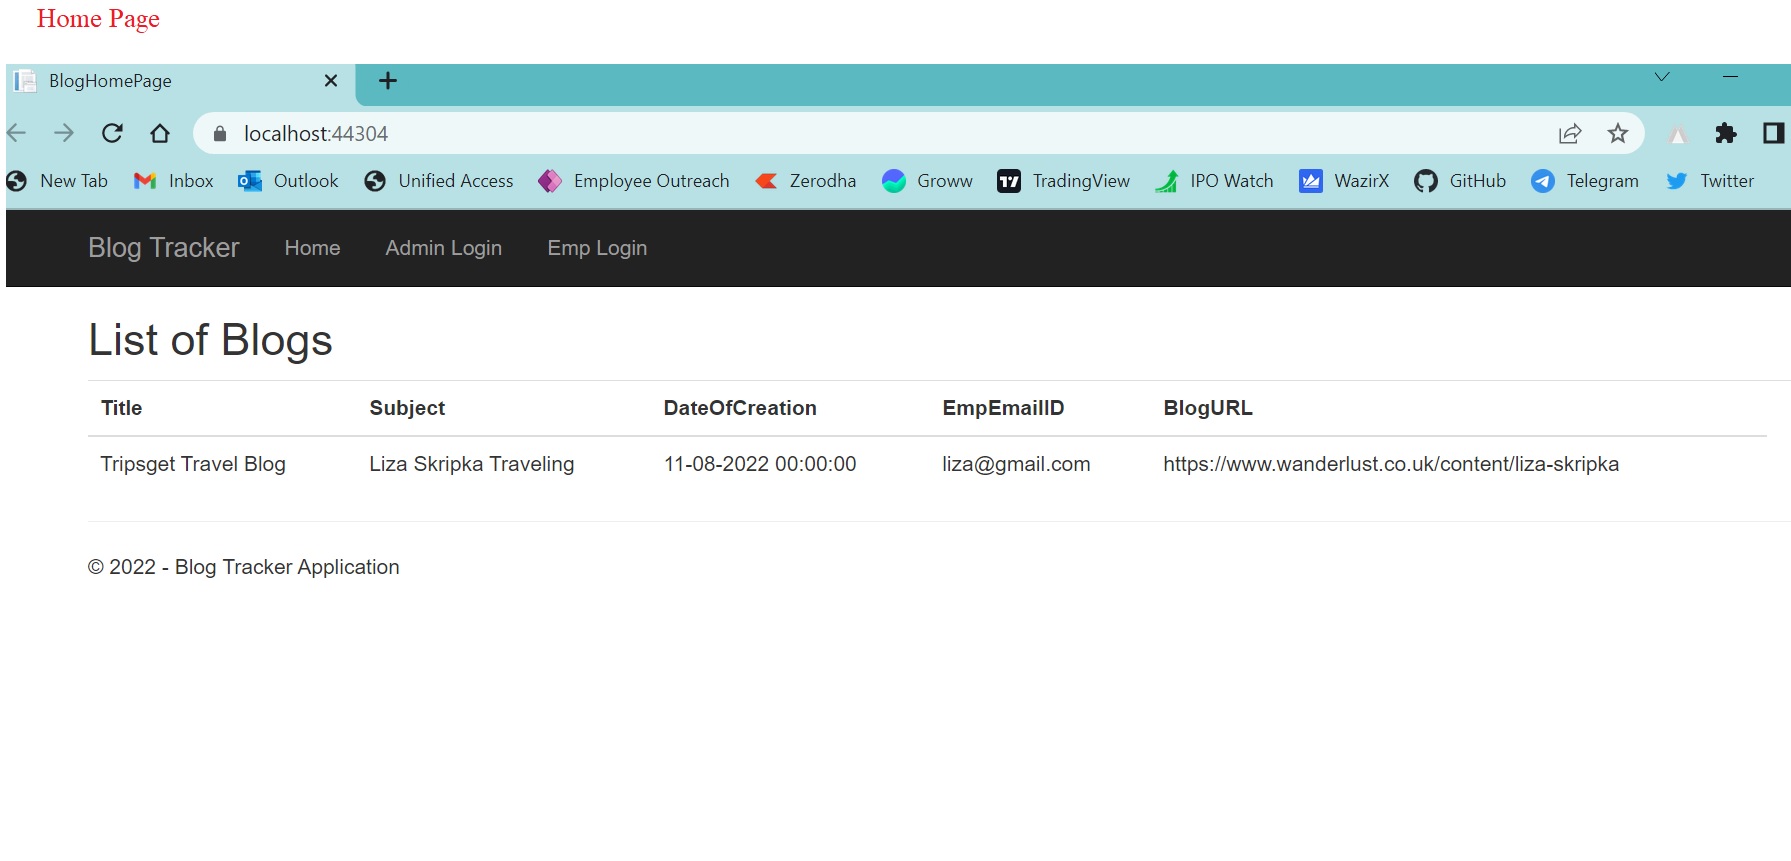 Home Page
BlogHomePage
localhost:44304
New Tab Inbox Outlook Unified Access Employee Outreach Zerodha Groww TradingView IPO Watch WazirX GitHub Telegram Twitter
Blog Tracker Home Admin Login Emp Login
List of Blogs
Title Subject DateOfCreation EmpEmailID BlogURL
Tripsget Travel Blog Liza Skripka Traveling 11-08-2022 00:00:00 liza@gmail.com https://www.wanderlust.co.uk/content/liza-skripka
© 2022 - Blog Tracker Application